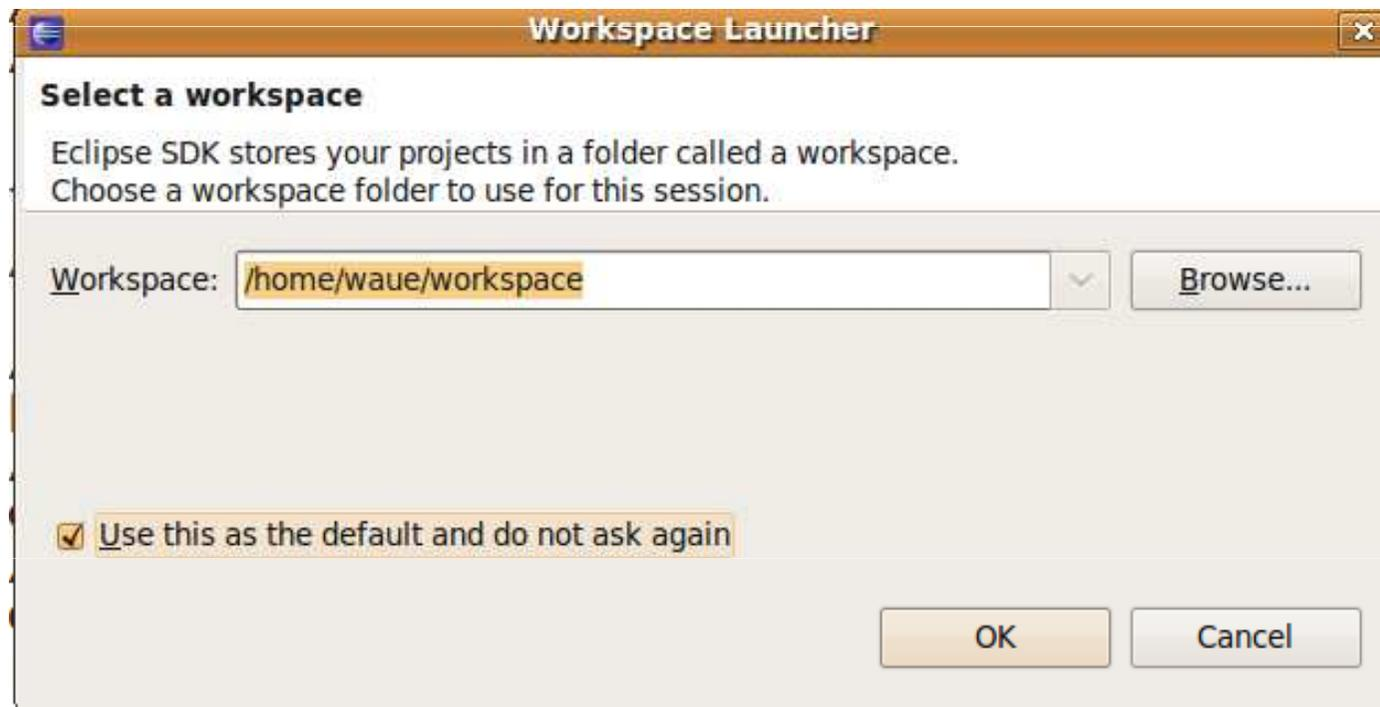 Workspace Launcher
Select a workspace
Eclipse SDK stores your projects in a folder called a workspace.
Choose a workspace folder to use for this session.
Workspace: /home/waue/workspace Browse...
Use this as the default and do not ask again
OK Cancel